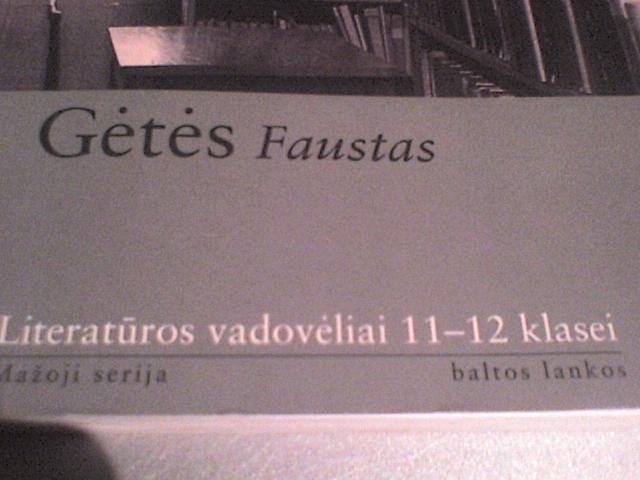 Gėtės Faustas
Literatūros vadovėliai 11–12 klasei
Mažoji serija
baltos lankos